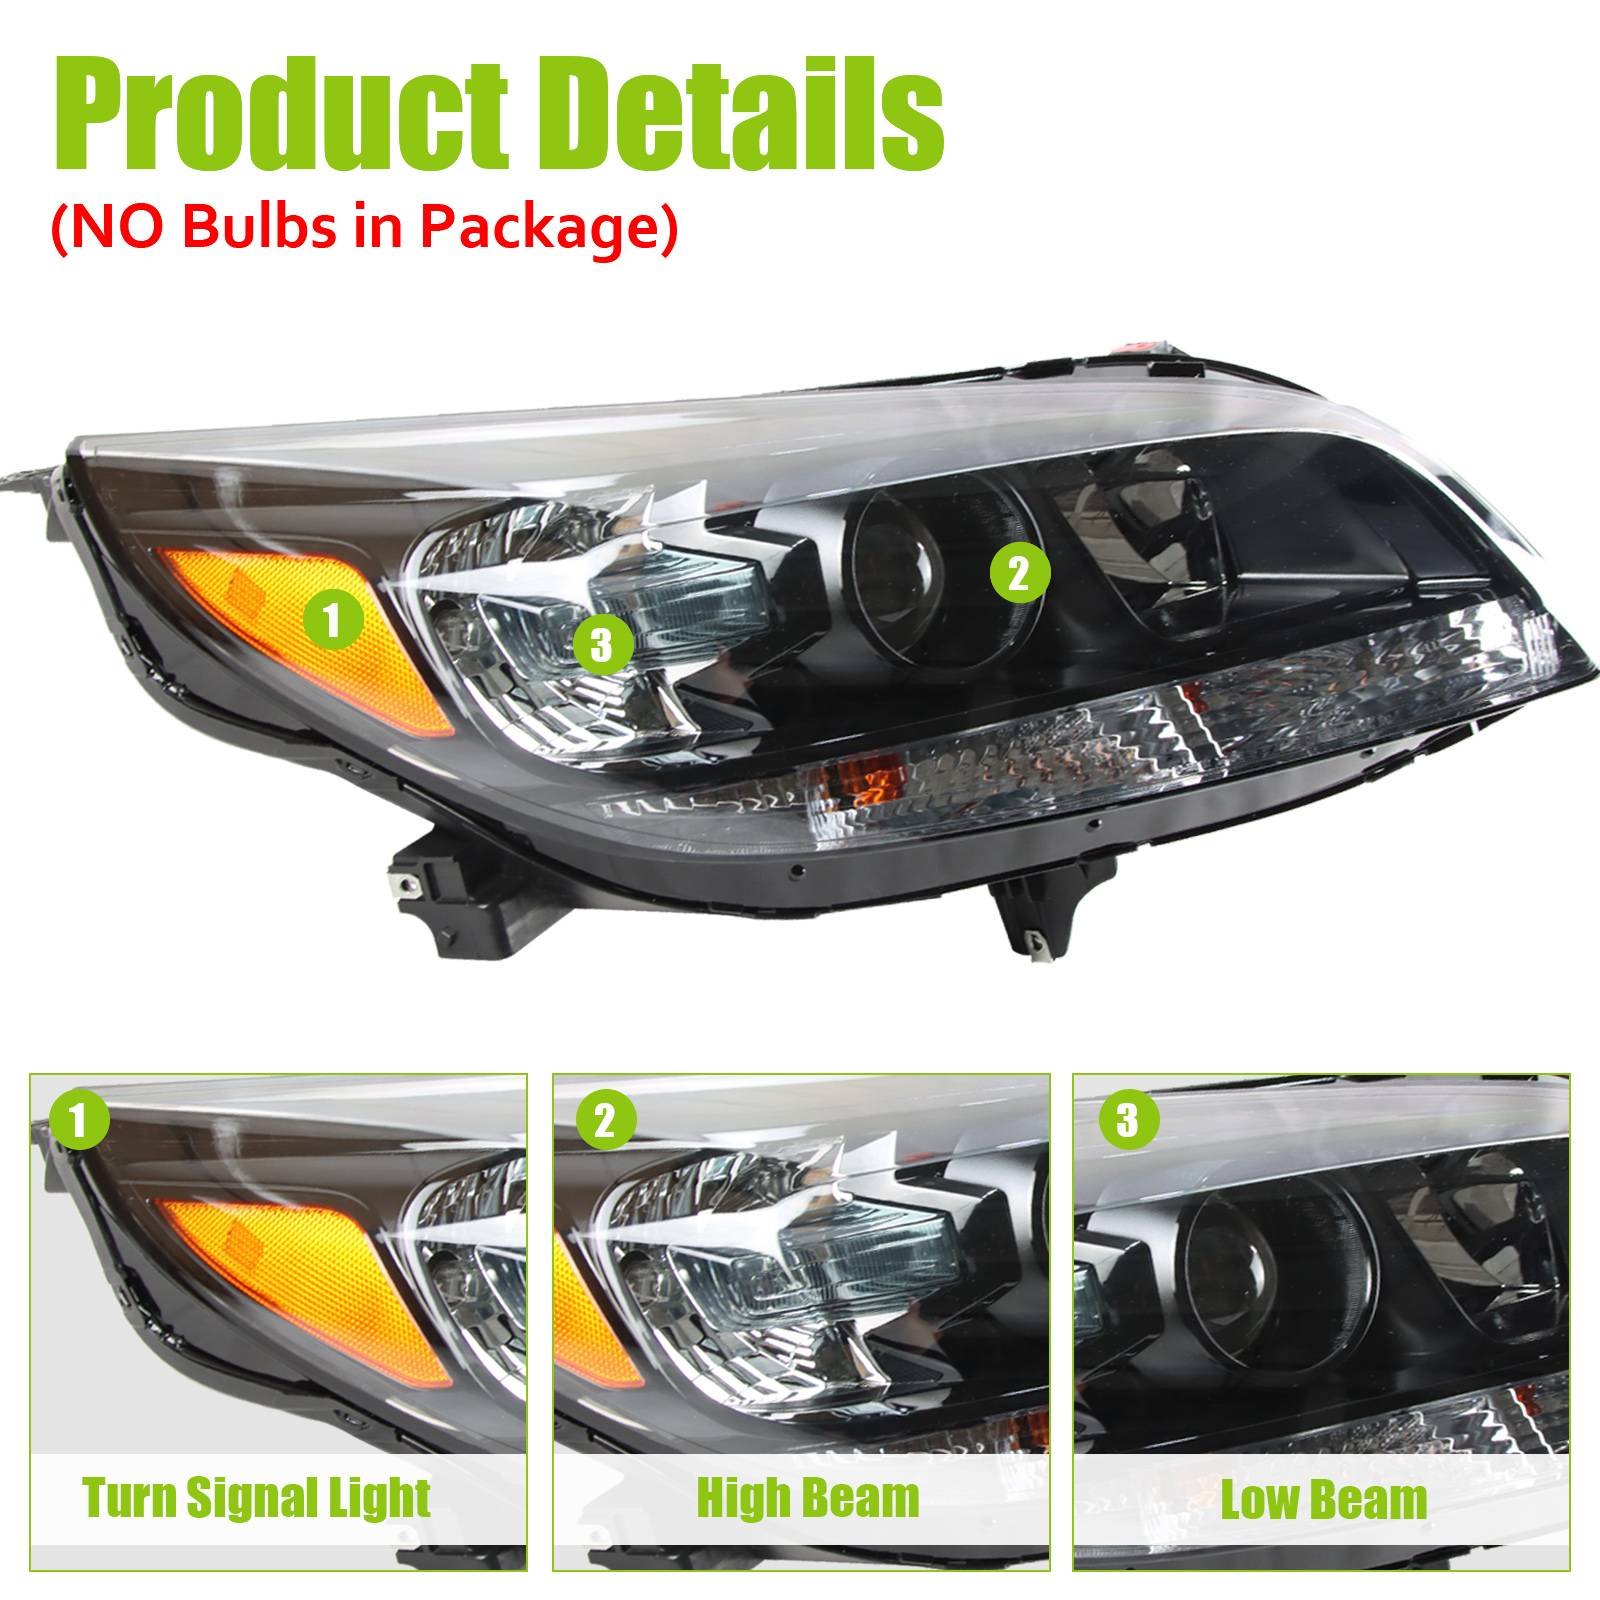 Product Details
(NO Bulbs in Package)
1
2
3
1
2
3
Turn Signal Light
High Beam
Low Beam